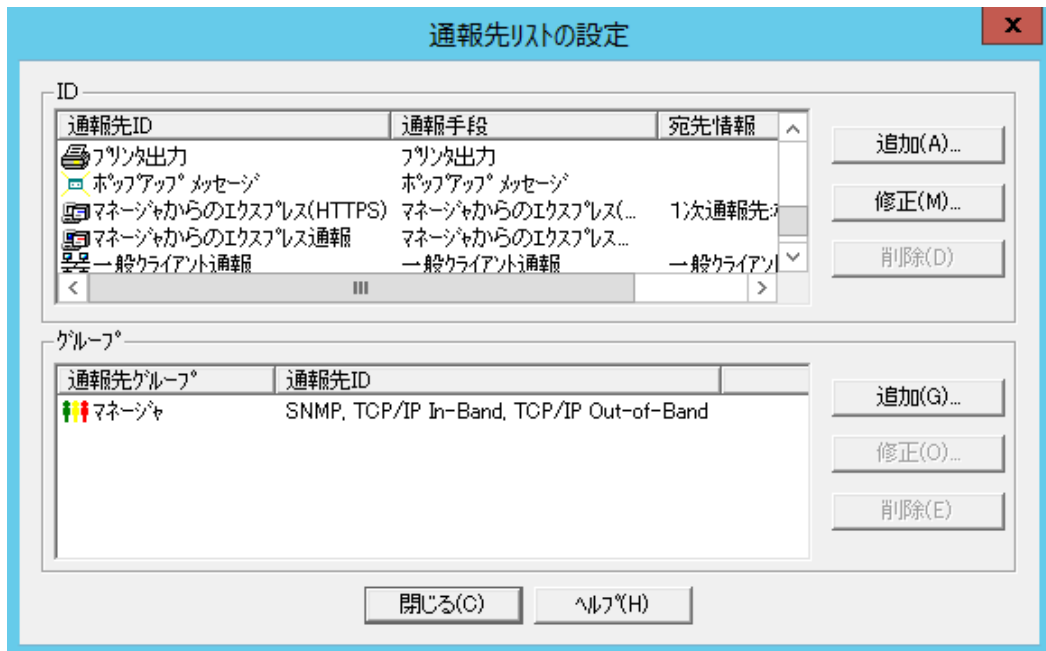 通報先リストの設定
x
ID
通報先ID 通報手段 宛先情報
プリンタ出力 プリンタ出力
ポップアップ メッセージ ポップアップ メッセージ
マネージャからのエクスプレス(HTTPS) マネージャからのエクスプレス(... 1次通報先:
マネージャからのエクスプレス通報 マネージャからのエクスプレス...
一般クライアント通報 一般クライアント通報 一般クライアン
追加(A)...
修正(M)...
削除(D)
グループ
通報先グループ 通報先ID
マネージャ SNMP, TCP/IP In-Band, TCP/IP Out-of-Band
追加(G)...
修正(O)...
削除(E)
閉じる(C) ヘルプ(H)